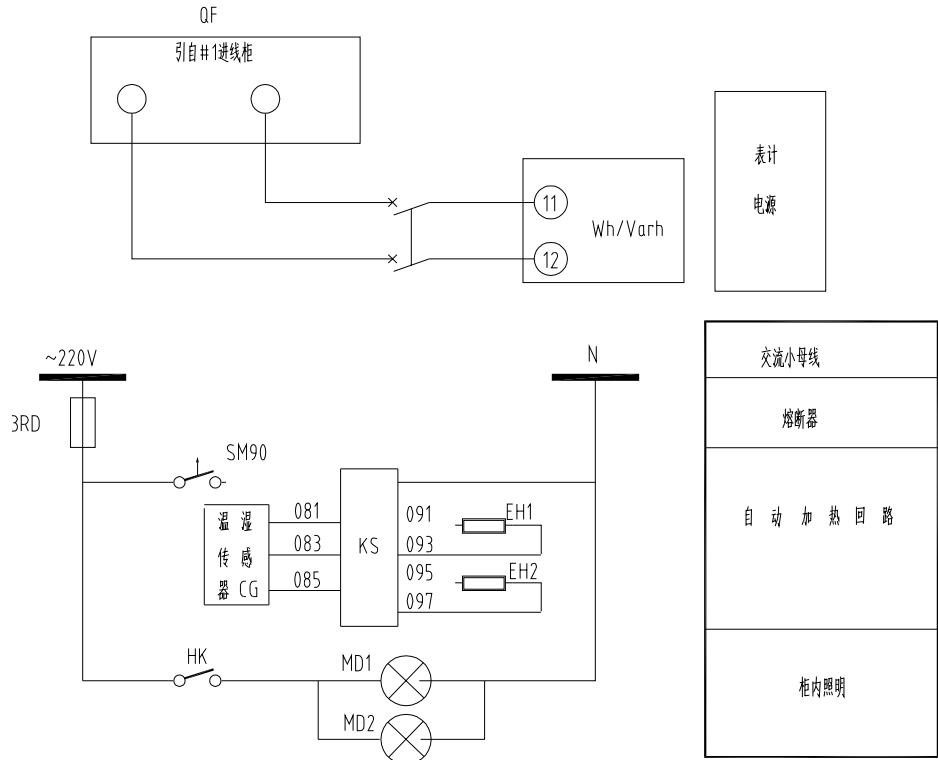 QF
引自#1进线柜
11
Wh/Varh
12
表计
电源
~220V
N
3RD
SM90
温湿
传感
器CG
081
083
085
KS
091
093
095
097
EH1
EH2
HK
MD1
MD2
交流小母线
熔断器
自动加热回路
柜内照明